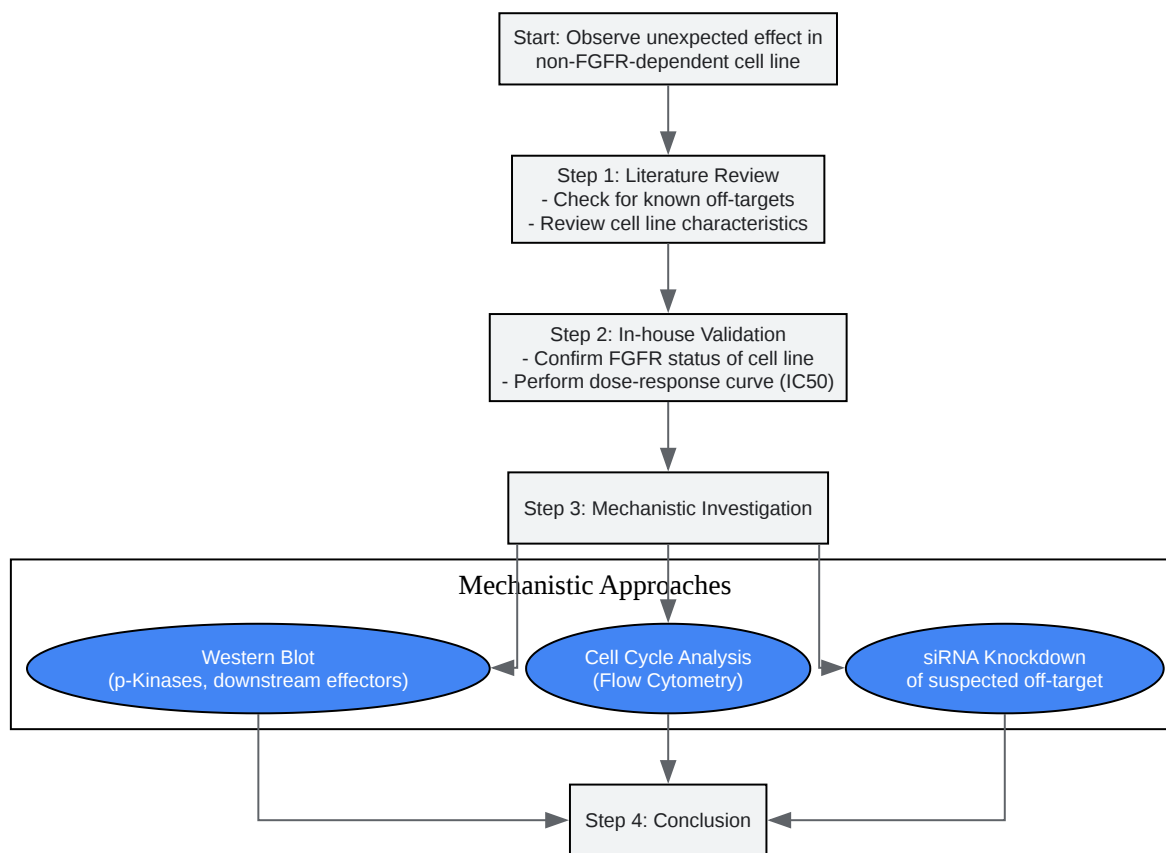 Start: Observe unexpected effect in
non-FGFR-dependent cell line
Step 1: Literature Review
- Check for known off-targets
- Review cell line characteristics
Step 2: In-house Validation
- Confirm FGFR status of cell line
- Perform dose-response curve (IC50)
Step 3: Mechanistic Investigation
Mechanistic Approaches
Western Blot
(p-Kinases, downstream effectors)
Cell Cycle Analysis
(Flow Cytometry)
siRNA Knockdown
of suspected off-target
Step 4: Conclusion